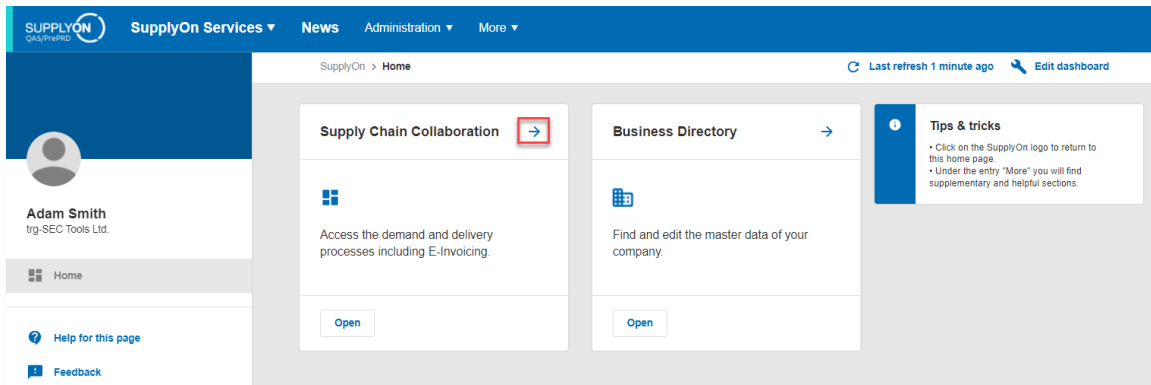 SUPPLYON
QAS/PrePRD
SupplyOn Services ▾ News Administration ▾ More ▾
SupplyOn > Home
Last refresh 1 minute ago
Edit dashboard
Adam Smith
trg-SEC Tools Ltd.
Home
Help for this page
Feedback
Supply Chain Collaboration →
Access the demand and delivery
processes including E-Invoicing.
Open
Business Directory →
Find and edit the master data of your
company.
Open
Tips & tricks
• Click on the SupplyOn logo to return to
this home page.
• Under the entry "More" you will find
supplementary and helpful sections.